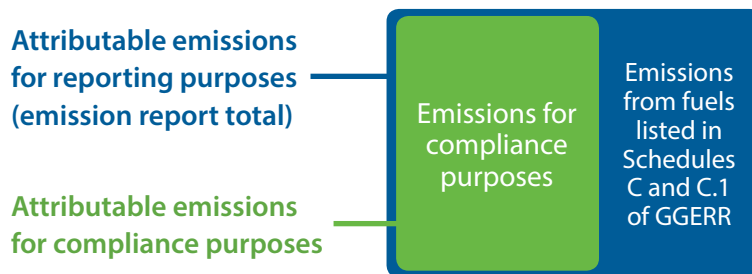 Attributable emissions
for reporting purposes
(emission report total)
Attributable emissions
for compliance purposes
Emissions for
compliance
purposes
Emissions
from fuels
listed in
Schedules
C and C.1
of GGERR